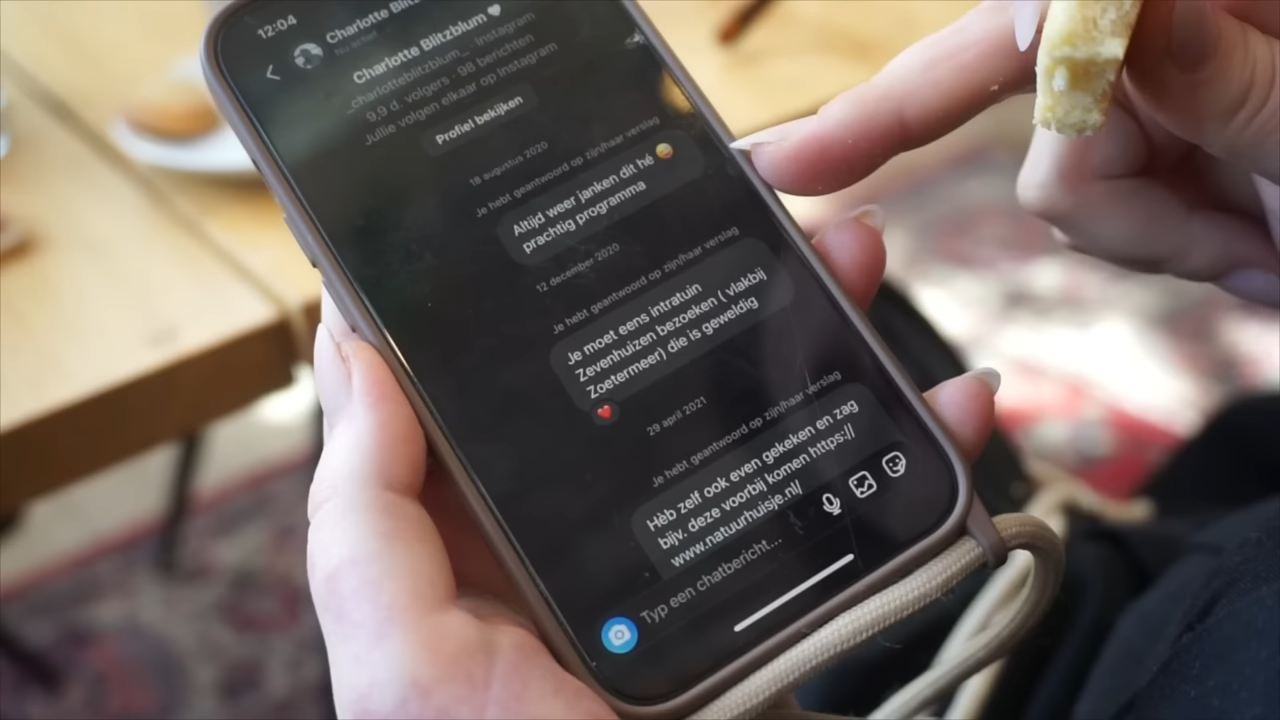 12:04
Charlotte Blitzblum
Nu actief
Charlotte Blitzblum
_charlotteblitzblum_ · Instagram
9,9 d. volgers · 98 berichten
Jullie volgen elkaar op Instagram
Profiel bekijken
18 augustus 2020
Je hebt geantwoord op zijn/haar verslag
Altijd weer janken dit hé 😄
prachtig programma
12 december 2020
Je hebt geantwoord op zijn/haar verslag
Je moet eens intratuin
Zevenhuizen bezoeken ( vlakbij
Zoetermeer) die is geweldig
29 april 2021
Je hebt geantwoord op zijn/haar verslag
Hèb zelf ook even gekeken en zag
bijv. deze voorbij komen https://
www.natuurhuisje.nl/
Typ een chatbericht...